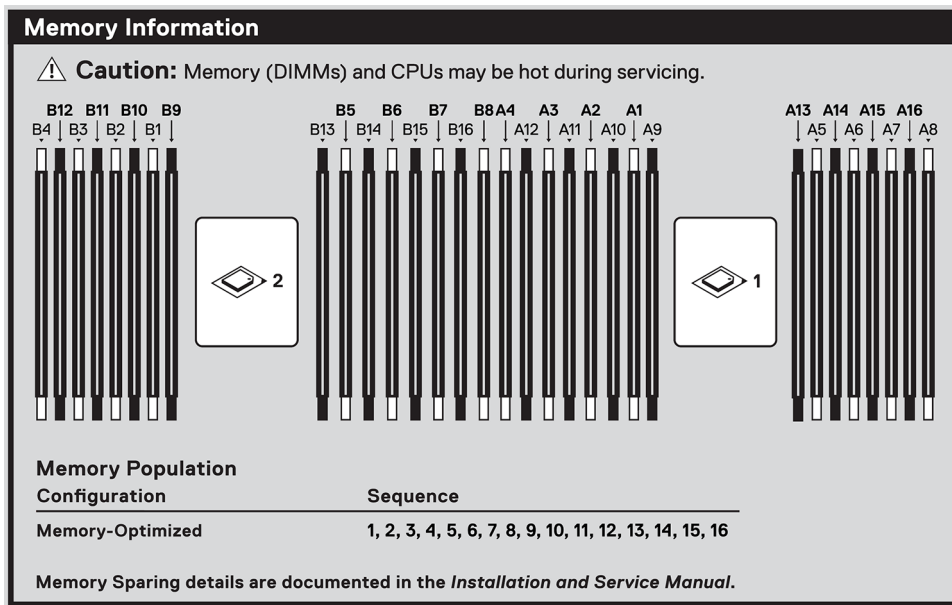 Memory Information
Caution: Memory (DIMMs) and CPUs may be hot during servicing.
B12 B11 B10 B9 B5 B6 B7 B8 A4 A3 A2 A1 A13 A14 A15 A16
B4 B3 B2 B1 B13 B14 B15 B16 A12 A11 A10 A9 A5 A6 A7 A8
2 1
Memory Population
Configuration Sequence
Memory-Optimized 1, 2, 3, 4, 5, 6, 7, 8, 9, 10, 11, 12, 13, 14, 15, 16
Memory Sparing details are documented in the Installation and Service Manual.